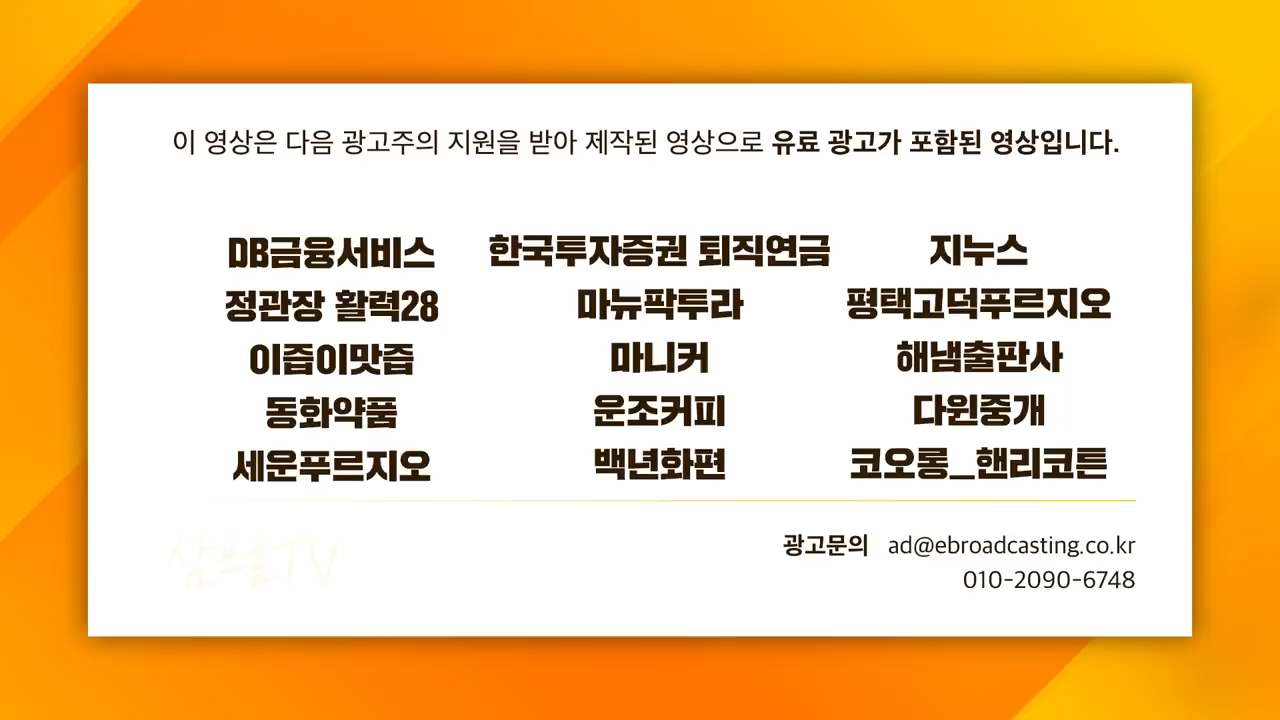 이 영상은 다음 광고주의 지원을 받아 제작된 영상으로 유료 광고가 포함된 영상입니다.
DB금융서비스 한국투자증권 퇴직연금 지누스
정관장 활력28 마뉴팍투라 평택고덕푸르지오
이즙이맛즙 마니커 해냄출판사
동화약품 운조커피 다윈중개
세운푸르지오 백년화편 코오롱_핸리코튼
삼프로TV
광고문의 ad@ebroadcasting.co.kr
010-2090-6748